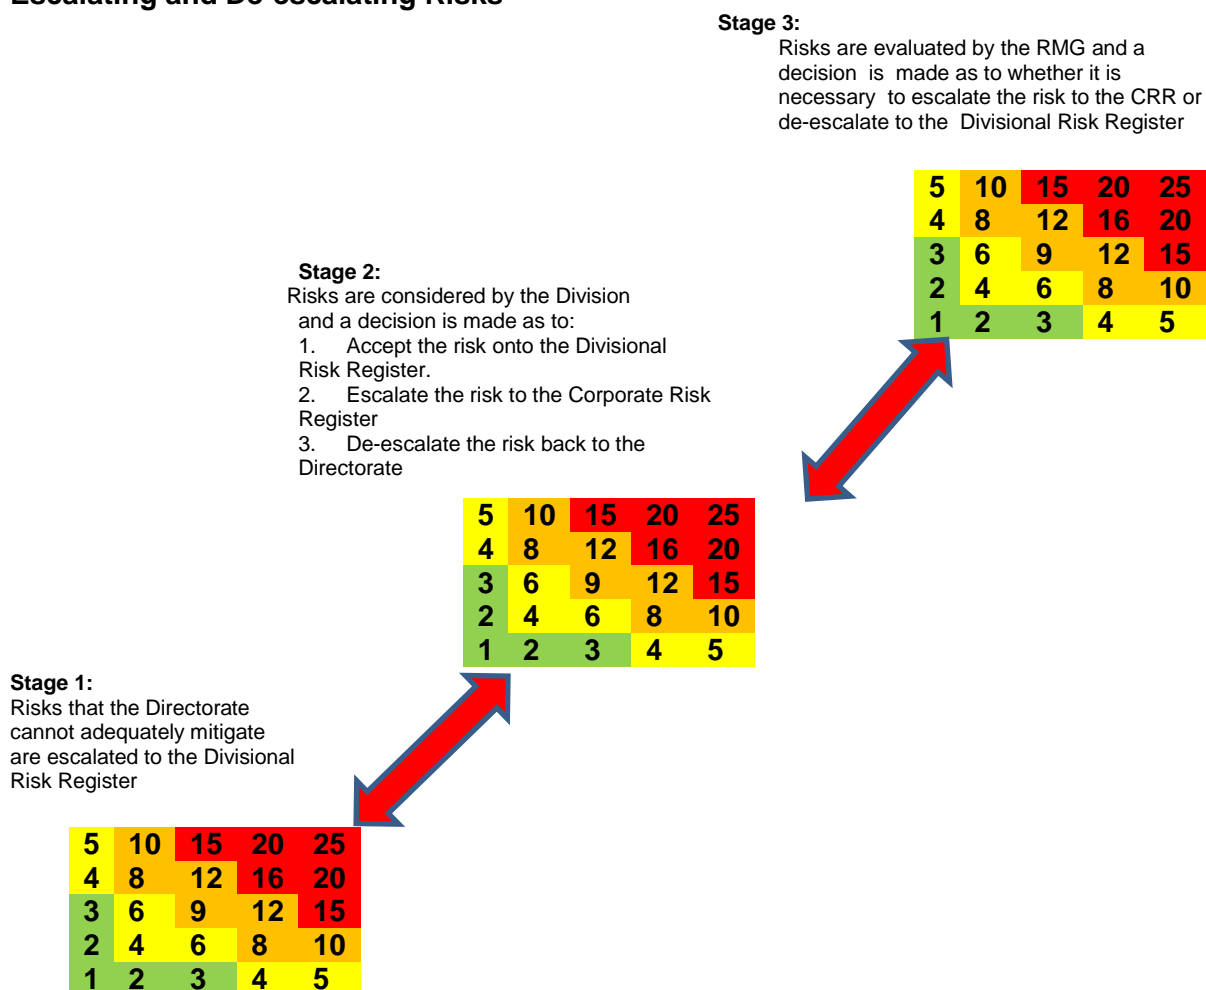 Escalating and De-escalating Risks
Stage 3:
Risks are evaluated by the RMG and a
decision is made as to whether it is
necessary to escalate the risk to the CRR or
de-escalate to the Divisional Risk Register
5 10 15 20 25
4 8 12 16 20
3 6 9 12 15
2 4 6 8 10
1 2 3 4 5
Stage 2:
Risks are considered by the Division
and a decision is made as to:
1. Accept the risk onto the Divisional
Risk Register.
2. Escalate the risk to the Corporate Risk
Register
3. De-escalate the risk back to the
Directorate
5 10 15 20 25
4 8 12 16 20
3 6 9 12 15
2 4 6 8 10
1 2 3 4 5
Stage 1:
Risks that the Directorate
cannot adequately mitigate
are escalated to the Divisional
Risk Register
5 10 15 20 25
4 8 12 16 20
3 6 9 12 15
2 4 6 8 10
1 2 3 4 5